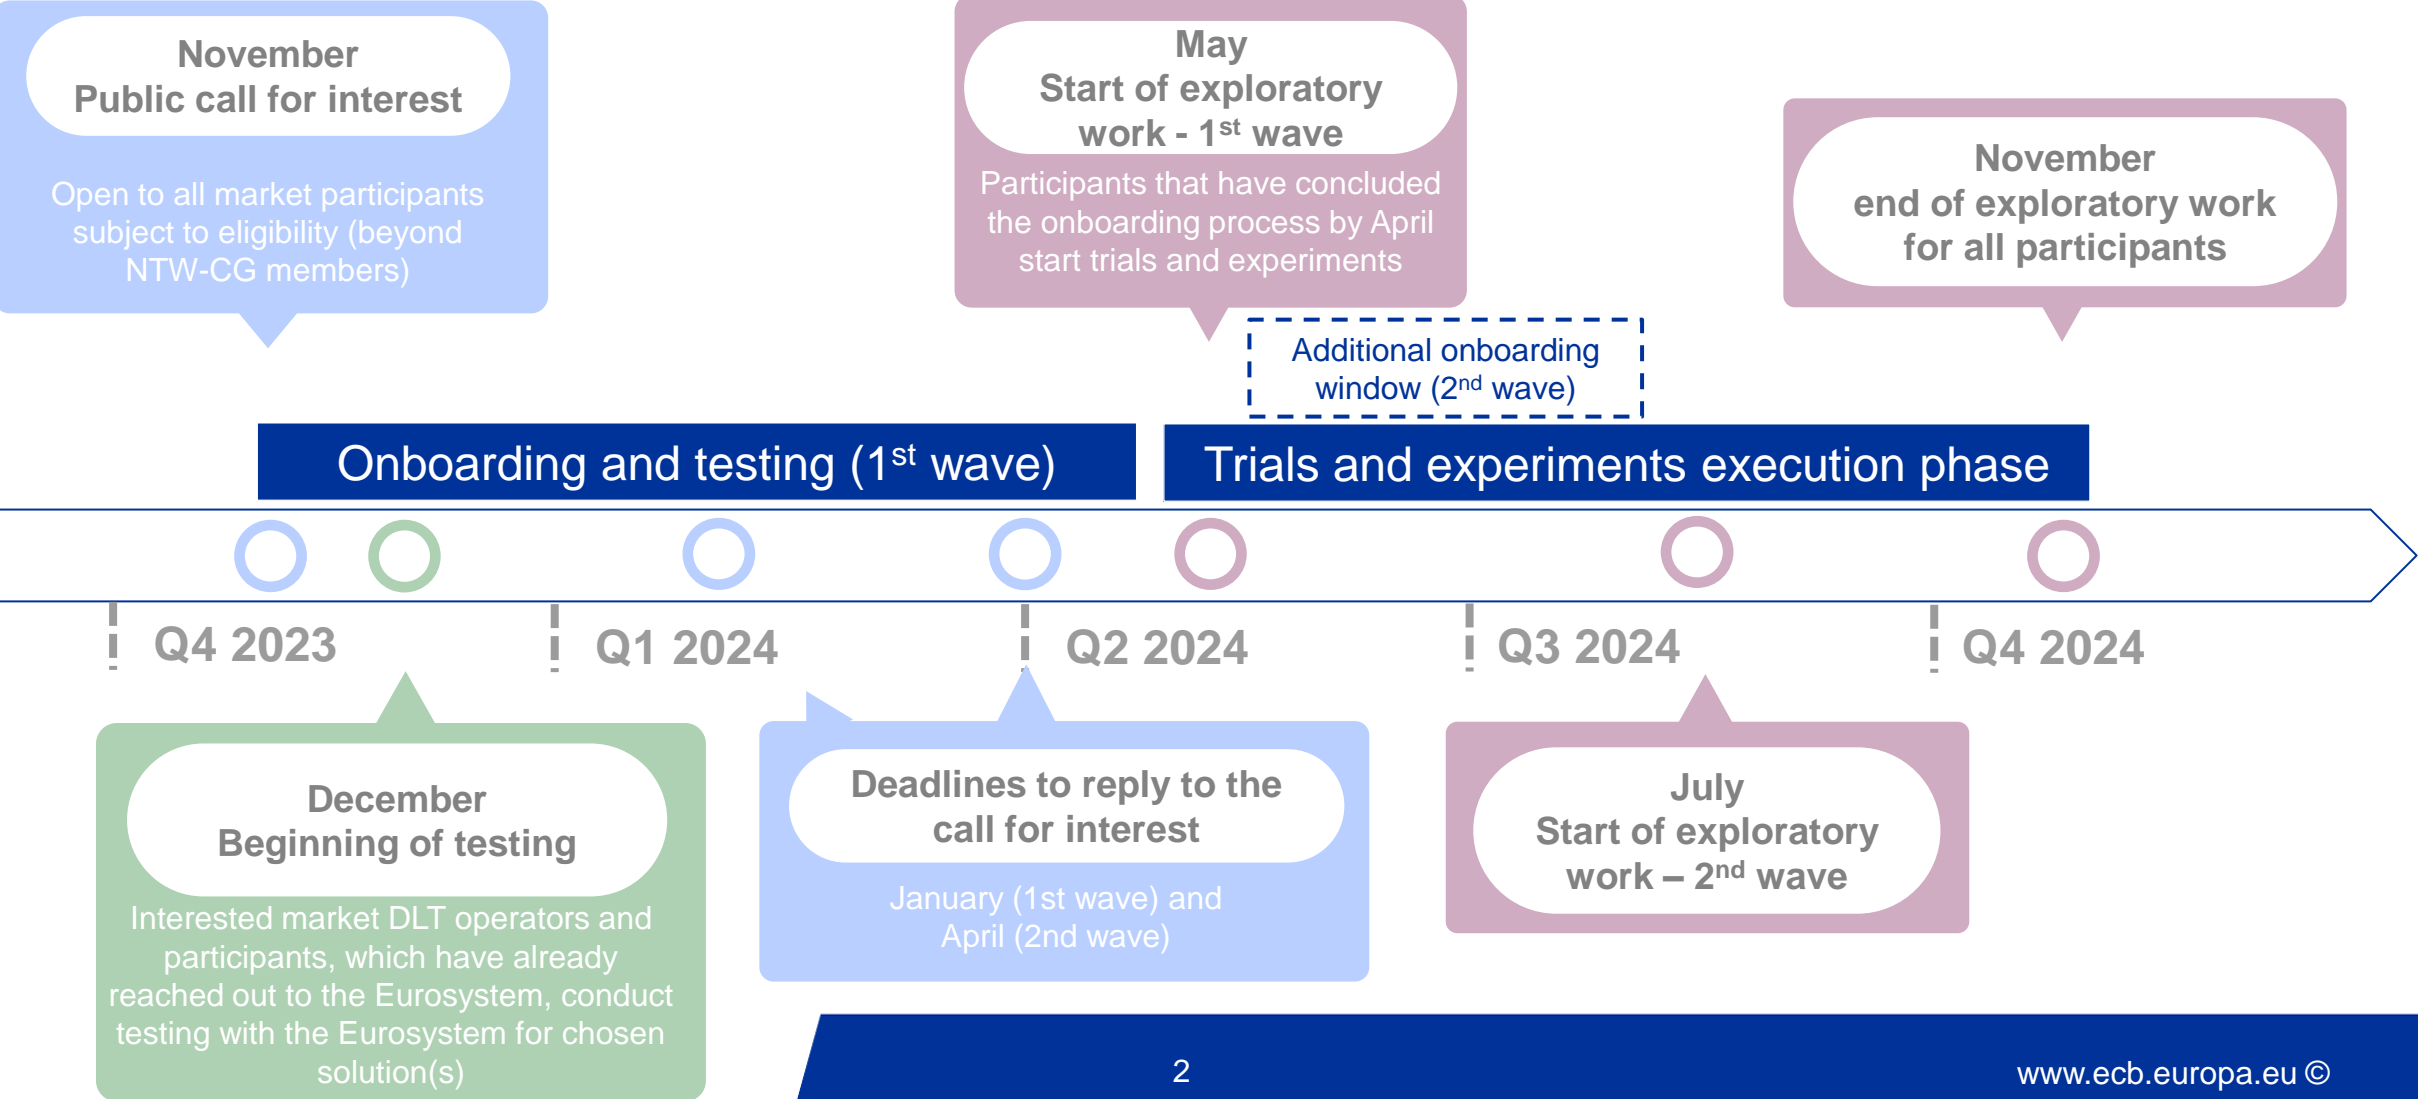 November
Public call for interest
Open to all market participants
subject to eligibility (beyond
NTW-CG members)
May
Start of exploratory
work - 1st wave
Participants that have concluded
the onboarding process by April
start trials and experiments
November
end of exploratory work
for all participants
Additional onboarding
window (2nd wave)
Onboarding and testing (1st wave)
Trials and experiments execution phase
Q4 2023
Q1 2024
Q2 2024
Q3 2024
Q4 2024
December
Beginning of testing
Interested market DLT operators and
participants, which have already
reached out to the Eurosystem, conduct
testing with the Eurosystem for chosen
solution(s)
Deadlines to reply to the
call for interest
January (1st wave) and
April (2nd wave)
July
Start of exploratory
work – 2nd wave
2
www.ecb.europa.eu ©